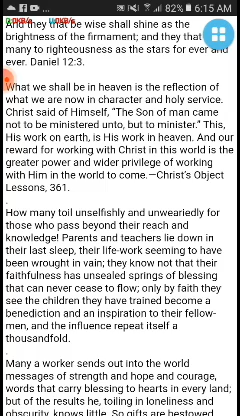 82% 6:15 AM
And they that be wise shall shine as the
brightness of the firmament; and they that
many to righteousness as the stars for ever and
ever. Daniel 12:3.
.
What we shall be in heaven is the reflection of
what we are now in character and holy service.
Christ said of Himself, “The Son of man came
not to be ministered unto, but to minister.” This,
His work on earth, is His work in heaven. And our
reward for working with Christ in this world is the
greater power and wider privilege of working
with Him in the world to come.—Christ’s Object
Lessons, 361.
.
How many toil unselfishly and unweariedly for
those who pass beyond their reach and
knowledge! Parents and teachers lie down in
their last sleep, their life-work seeming to have
been wrought in vain; they know not that their
faithfulness has unsealed springs of blessing
that can never cease to flow; only by faith they
see the children they have trained become a
benediction and an inspiration to their fellow-
men, and the influence repeat itself a
thousandfold.
.
Many a worker sends out into the world
messages of strength and hope and courage,
words that carry blessing to hearts in every land;
but of the results he, toiling in loneliness and
obscurity, knows little. So gifts are bestowed,